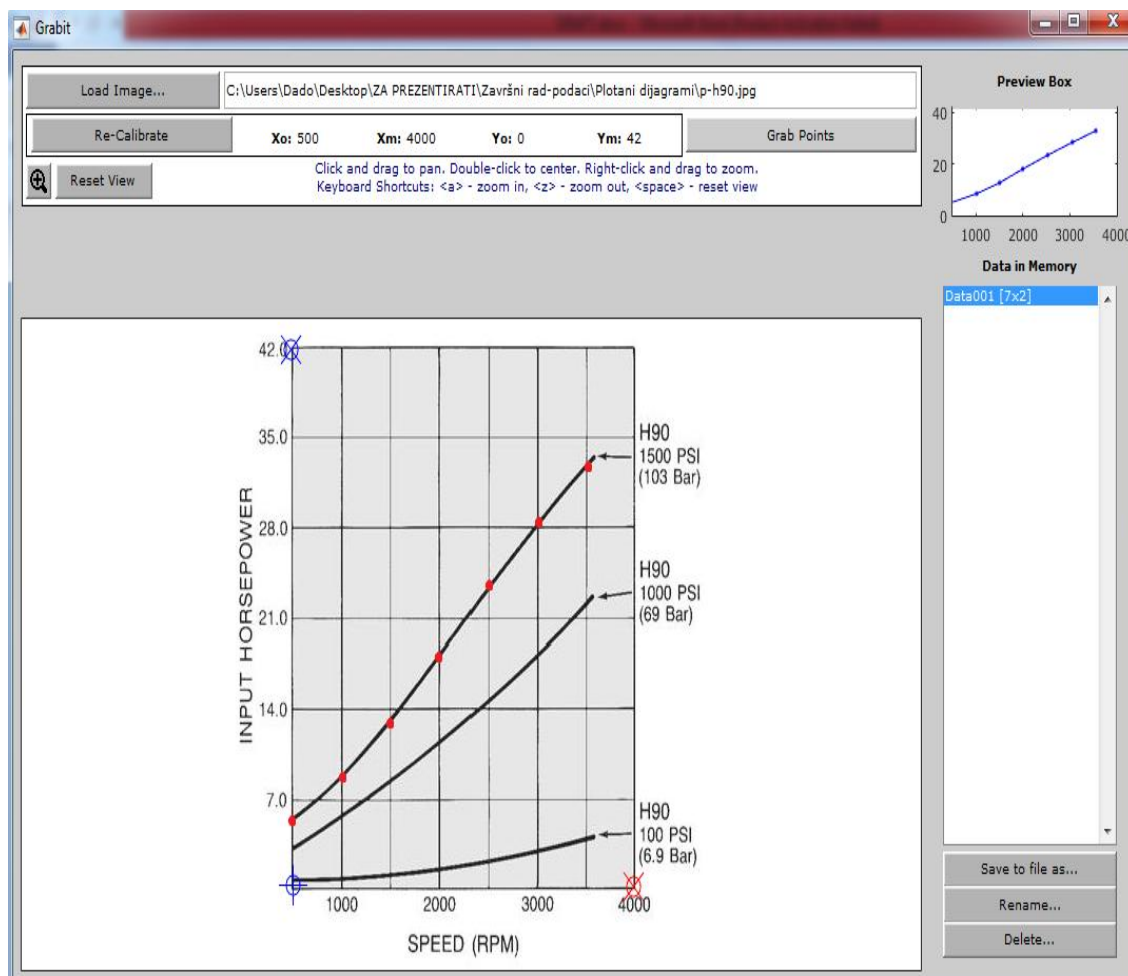 Grabit
Load Image...
C:\Users\Dado\Desktop\ZA PREZENTIRATI\Završni rad-podaci\Plotani dijagrami\p-h90.jpg
Re-Calibrate
Xo: 500
Xm: 4000
Yo: 0
Ym: 42
Grab Points
Reset View
Click and drag to pan. Double-click to center. Right-click and drag to zoom.
Keyboard Shortcuts: <a> - zoom in, <z> - zoom out, <space> - reset view
Preview Box
40
20
0
1000 2000 3000 4000
Data in Memory
Data001 [7x2]
Save to file as...
Rename...
Delete...
INPUT HORSEPOWER
42.0
35.0
28.0
21.0
14.0
7.0
H90
1500 PSI
(103 Bar)
H90
1000 PSI
(69 Bar)
H90
100 PSI
(6.9 Bar)
1000 2000 3000 4000
SPEED (RPM)